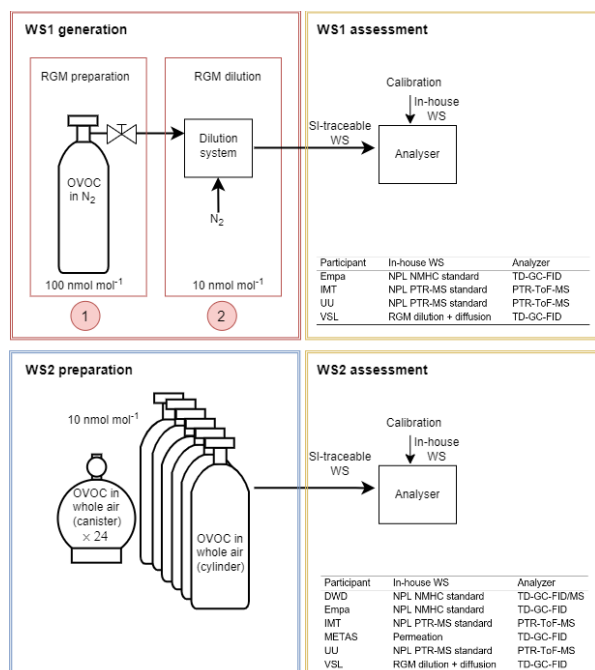 WS1 generation
RGM preparation
OVOC
in N₂
100 nmol mol⁻¹
1
RGM dilution
Dilution
system
N₂
10 nmol mol⁻¹
2
WS1 assessment
Calibration
In-house
WS
SI-traceable
WS
Analyser
Participant In-house WS Analyzer
Empa NPL NMHC standard TD-GC-FID
IMT NPL PTR-MS standard PTR-ToF-MS
UU NPL PTR-MS standard PTR-ToF-MS
VSL RGM dilution + diffusion TD-GC-FID
WS2 preparation
10 nmol mol⁻¹
OVOC in
whole air
(canister)
× 24
OVOC in
whole air
(cylinder)
WS2 assessment
Calibration
In-house
WS
SI-traceable
WS
Analyser
Participant In-house WS Analyzer
DWD NPL NMHC standard TD-GC-FID/MS
Empa NPL NMHC standard TD-GC-FID
IMT NPL PTR-MS standard PTR-ToF-MS
METAS Permeation TD-GC-FID
UU NPL PTR-MS standard PTR-ToF-MS
VSL RGM dilution + diffusion TD-GC-FID